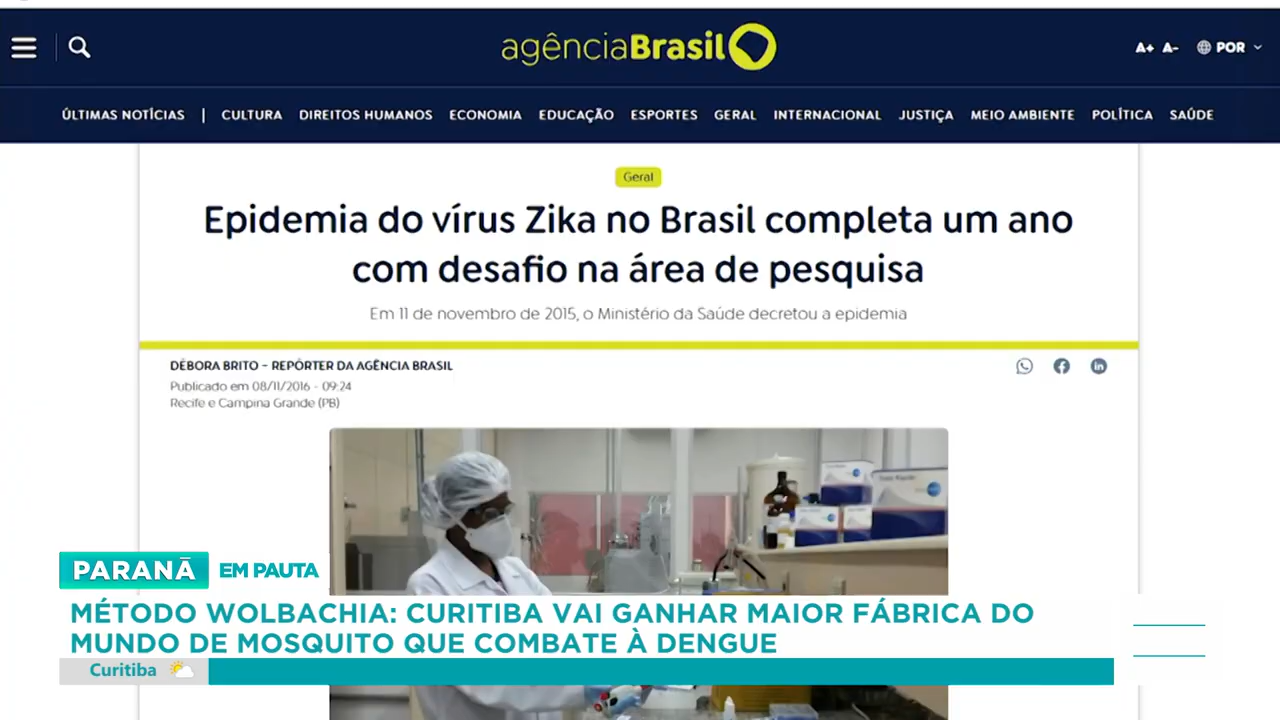 agênciaBrasil
A+ A- POR
ÚLTIMAS NOTÍCIAS | CULTURA DIREITOS HUMANOS ECONOMIA EDUCAÇÃO ESPORTES GERAL INTERNACIONAL JUSTIÇA MEIO AMBIENTE POLÍTICA SAÚDE
Geral
Epidemia do vírus Zika no Brasil completa um ano
com desafio na área de pesquisa
Em 11 de novembro de 2015, o Ministério da Saúde decretou a epidemia
DÉBORA BRITO - REPÓRTER DA AGÊNCIA BRASIL
Publicado em 08/11/2016 - 09:24
Recife e Campina Grande (PB)
PARANÁ EM PAUTA
MÉTODO WOLBACHIA: CURITIBA VAI GANHAR MAIOR FÁBRICA DO
MUNDO DE MOSQUITO QUE COMBATE À DENGUE
Curitiba